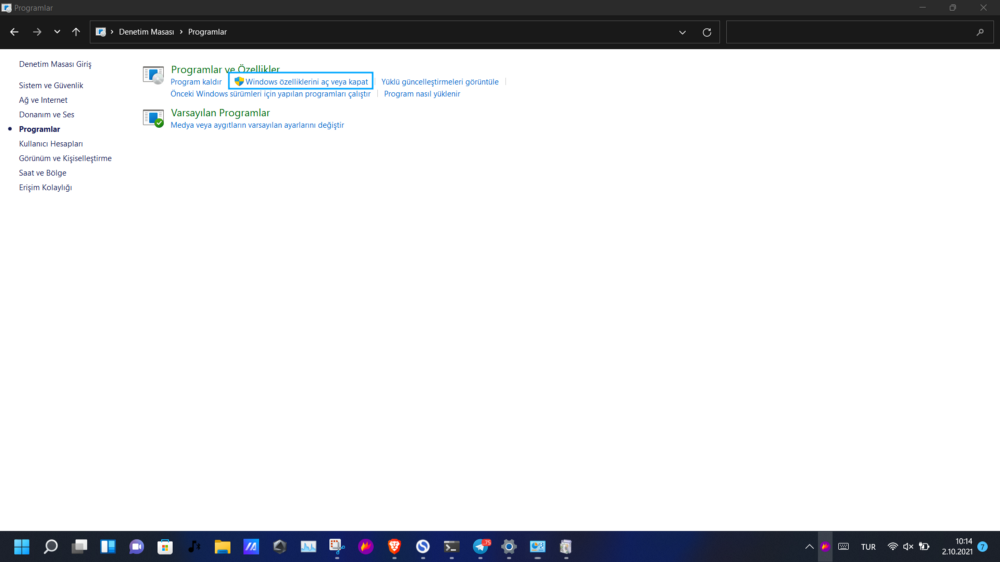 Programlar
Denetim Masası Programlar
Denetim Masası Giriş
Sistem ve Güvenlik
Ağ ve Internet
Donanım ve Ses
Programlar
Kullanıcı Hesapları
Görünüm ve Kişiselleştirme
Saat ve Bölge
Erişim Kolaylığı
Programlar ve Özellikler
Program kaldır Windows özelliklerini aç veya kapat Yüklü güncelleştirmeleri görüntüle
Önceki Windows sürümleri için yapılan programları çalıştır Program nasıl yüklenir
Varsayılan Programlar
Medya veya aygıtların varsayılan ayarlarını değiştir
TUR
10:14
2.10.2021
7